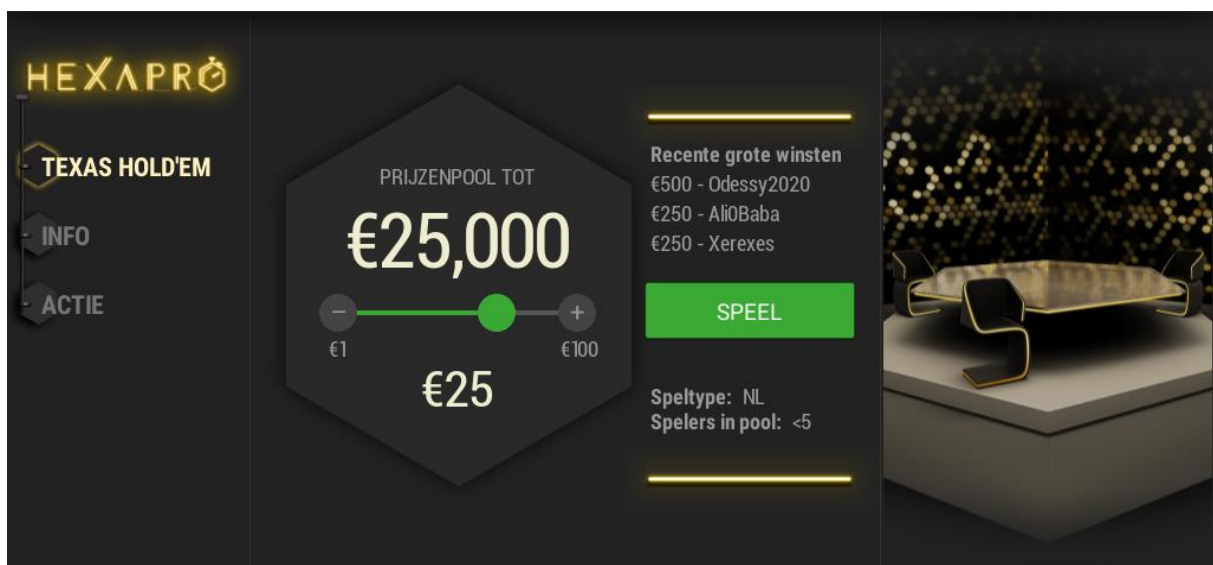 HEXAPRO
TEXAS HOLD'EM
INFO
ACTIE
PRIJZENPOOL TOT
€25,000
−
+
€1
€100
€25
Recente grote winsten
€500 - Odessy2020
€250 - Ali0Baba
€250 - Xerexes
SPEEL
Speltype: NL
Spelers in pool: <5